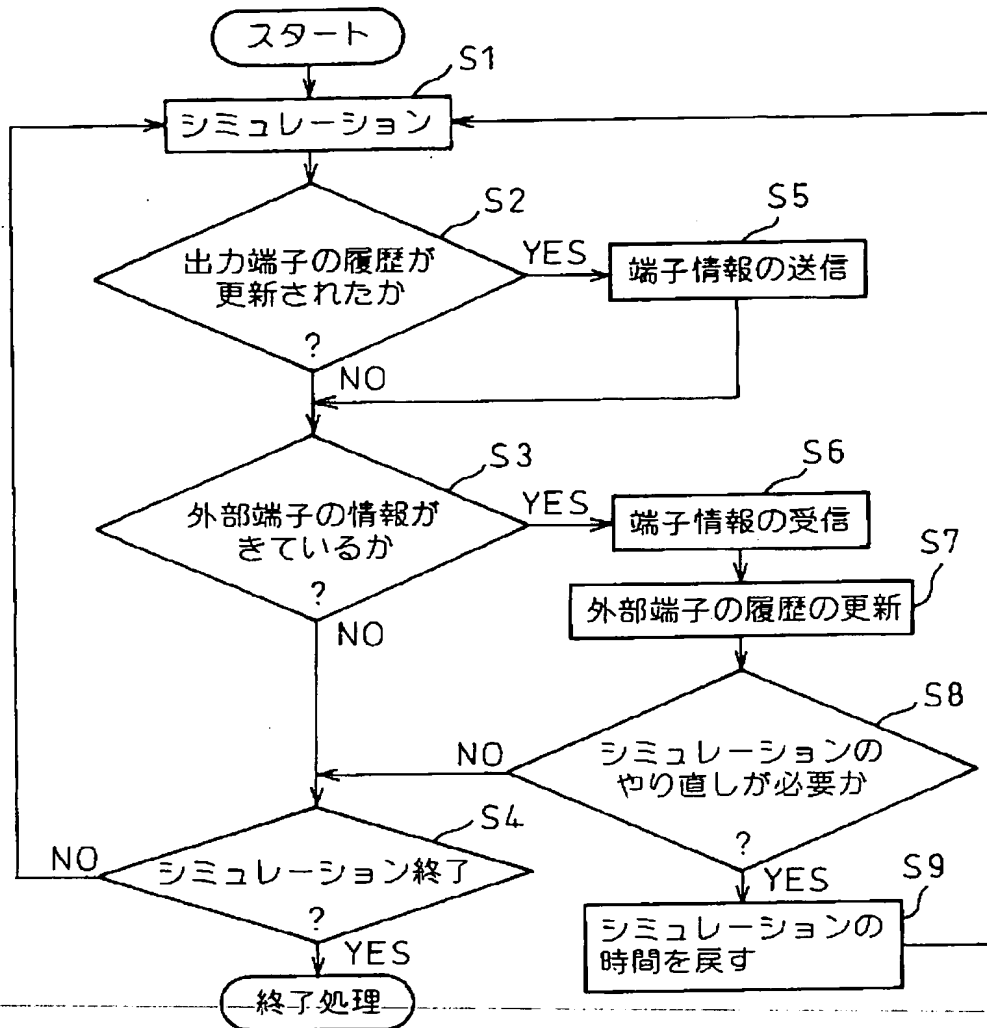 スタート
S1
シミュレーション
S2
出力端子の履歴が
更新されたか
?
YES
S5
端子情報の送信
NO
S3
外部端子の情報が
きているか
?
YES
S6
端子情報の受信
NO
S7
外部端子の履歴の更新
S8
シミュレーションの
やり直しが必要か
?
NO
YES
S4
シミュレーション終了
?
NO
YES
S9
シミュレーションの
時間を戻す
終了処理